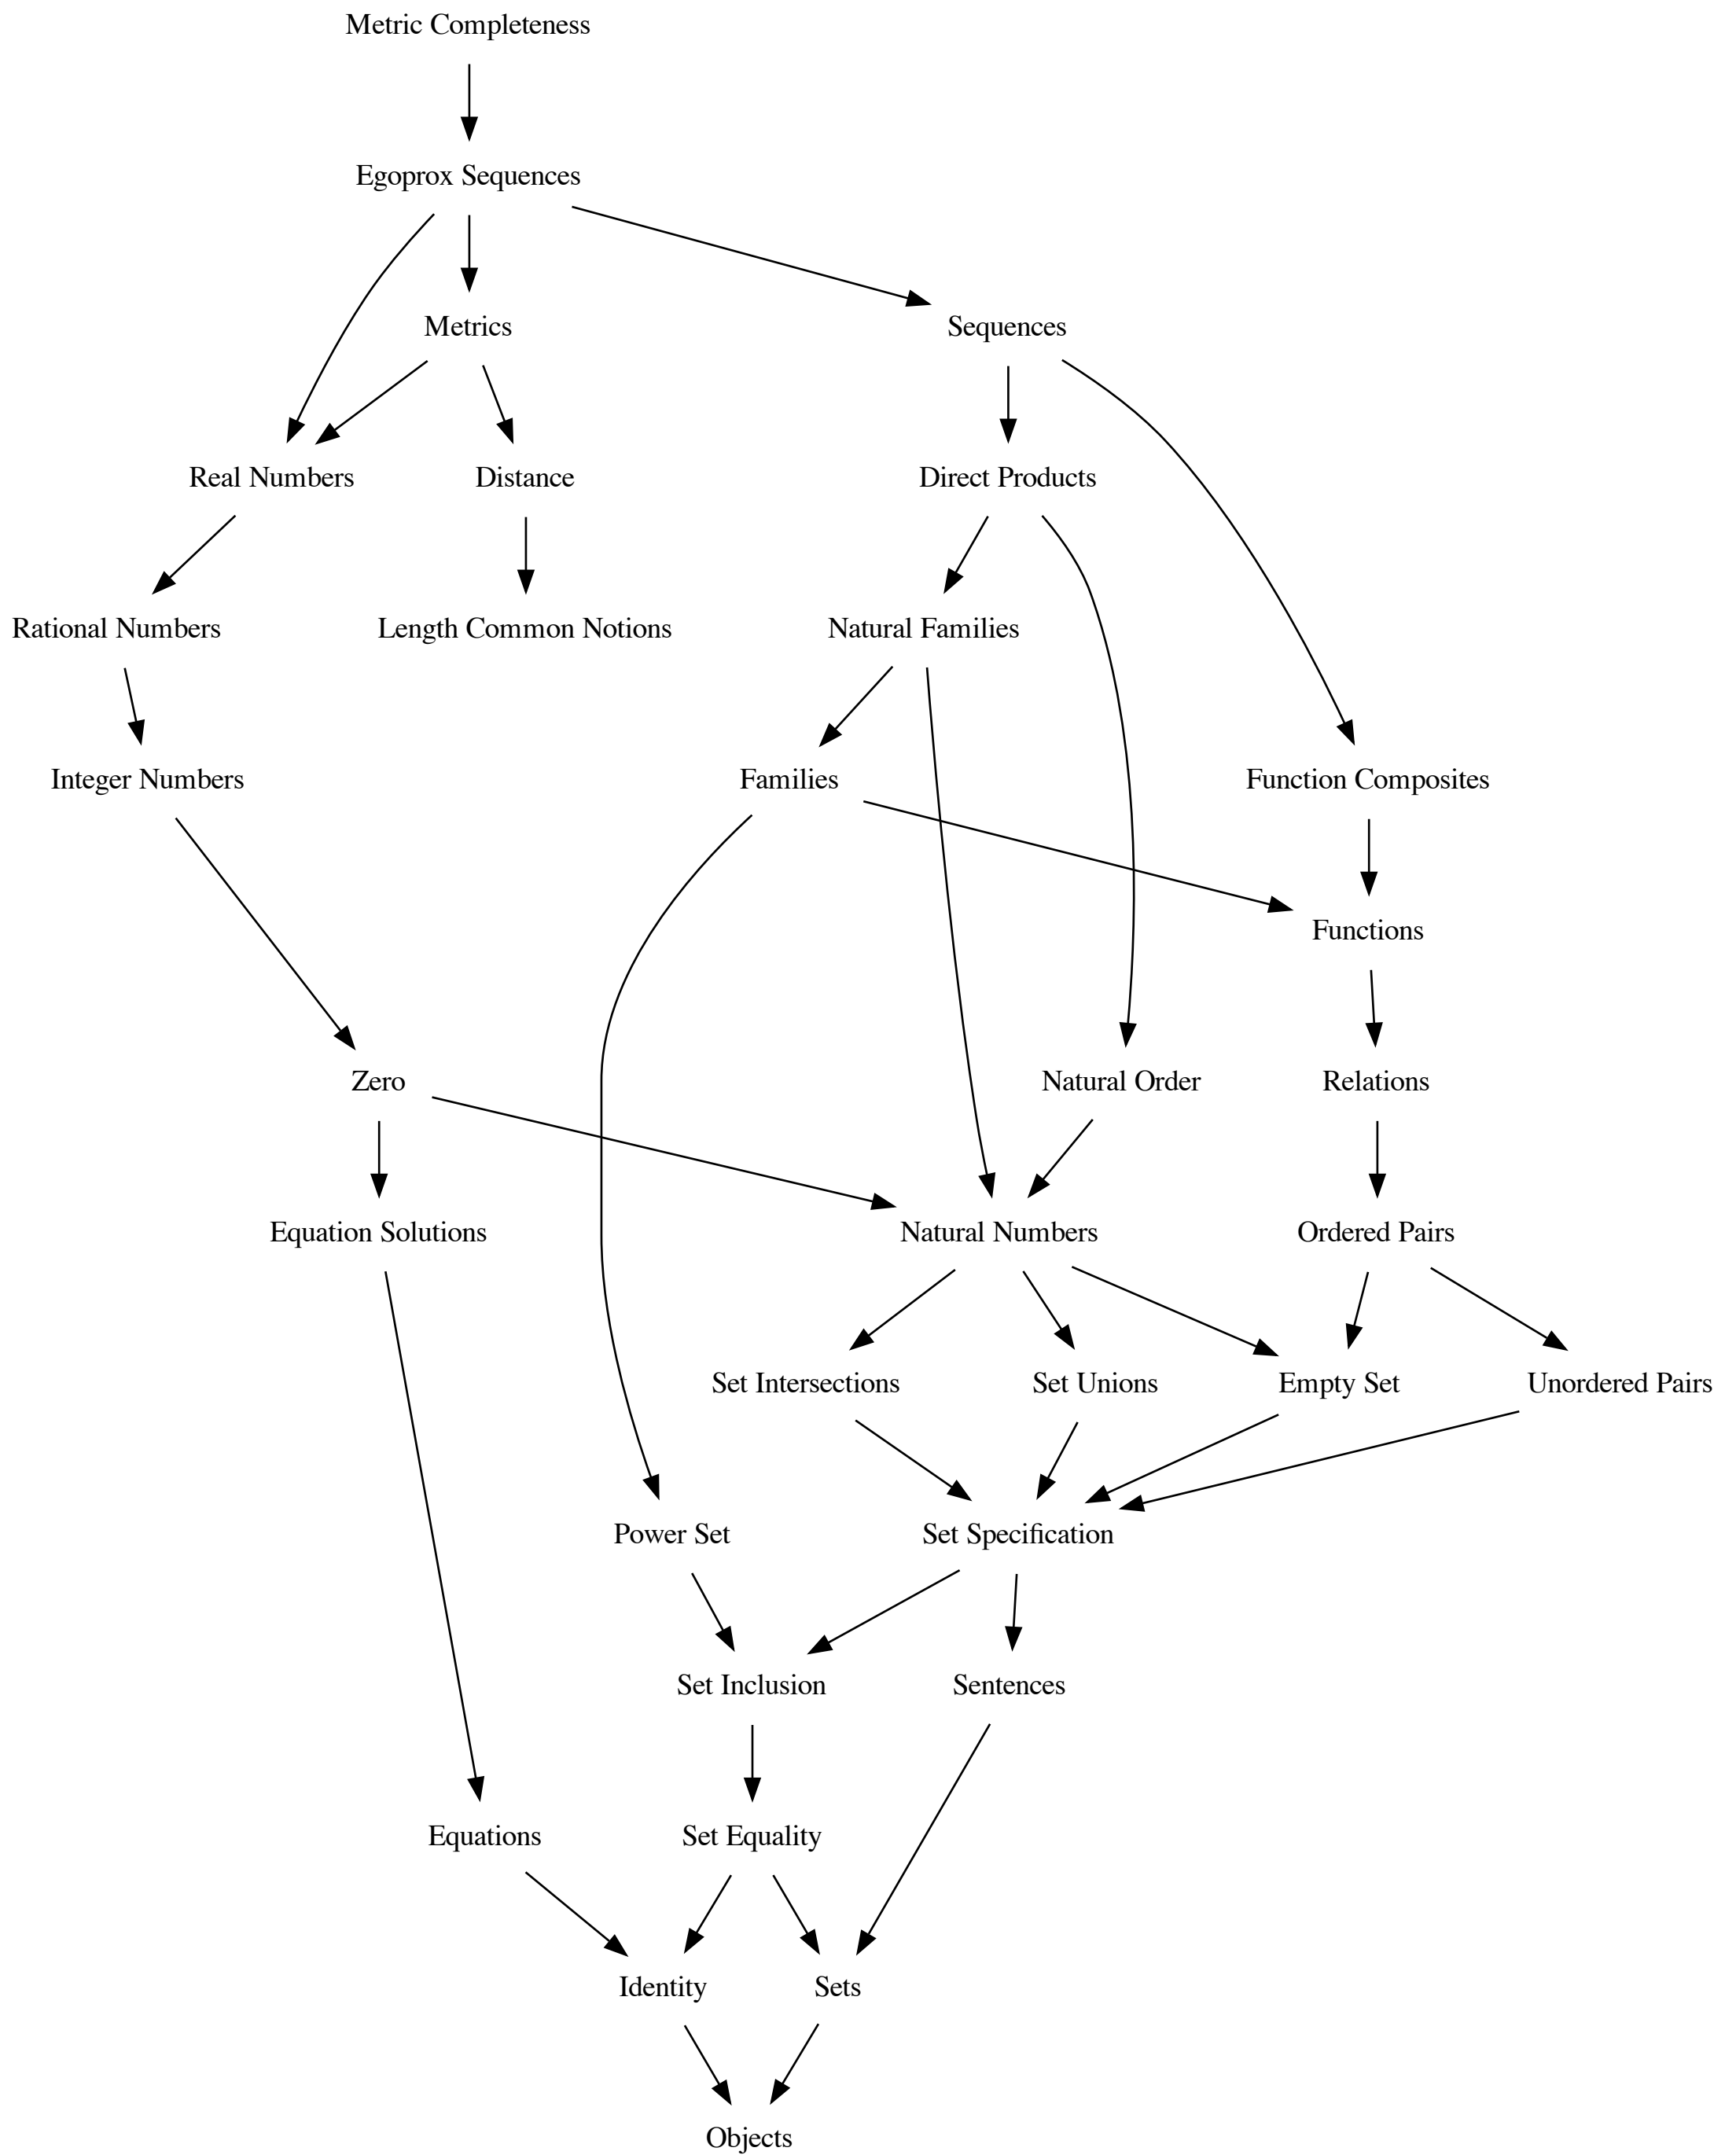 Metric Completeness
Egoprox Sequences
Metrics
Sequences
Real Numbers
Distance
Direct Products
Rational Numbers
Length Common Notions
Natural Families
Integer Numbers
Families
Function Composites
Functions
Zero
Natural Order
Relations
Equation Solutions
Natural Numbers
Ordered Pairs
Set Intersections
Set Unions
Empty Set
Unordered Pairs
Power Set
Set Specification
Set Inclusion
Sentences
Equations
Set Equality
Identity
Sets
Objects